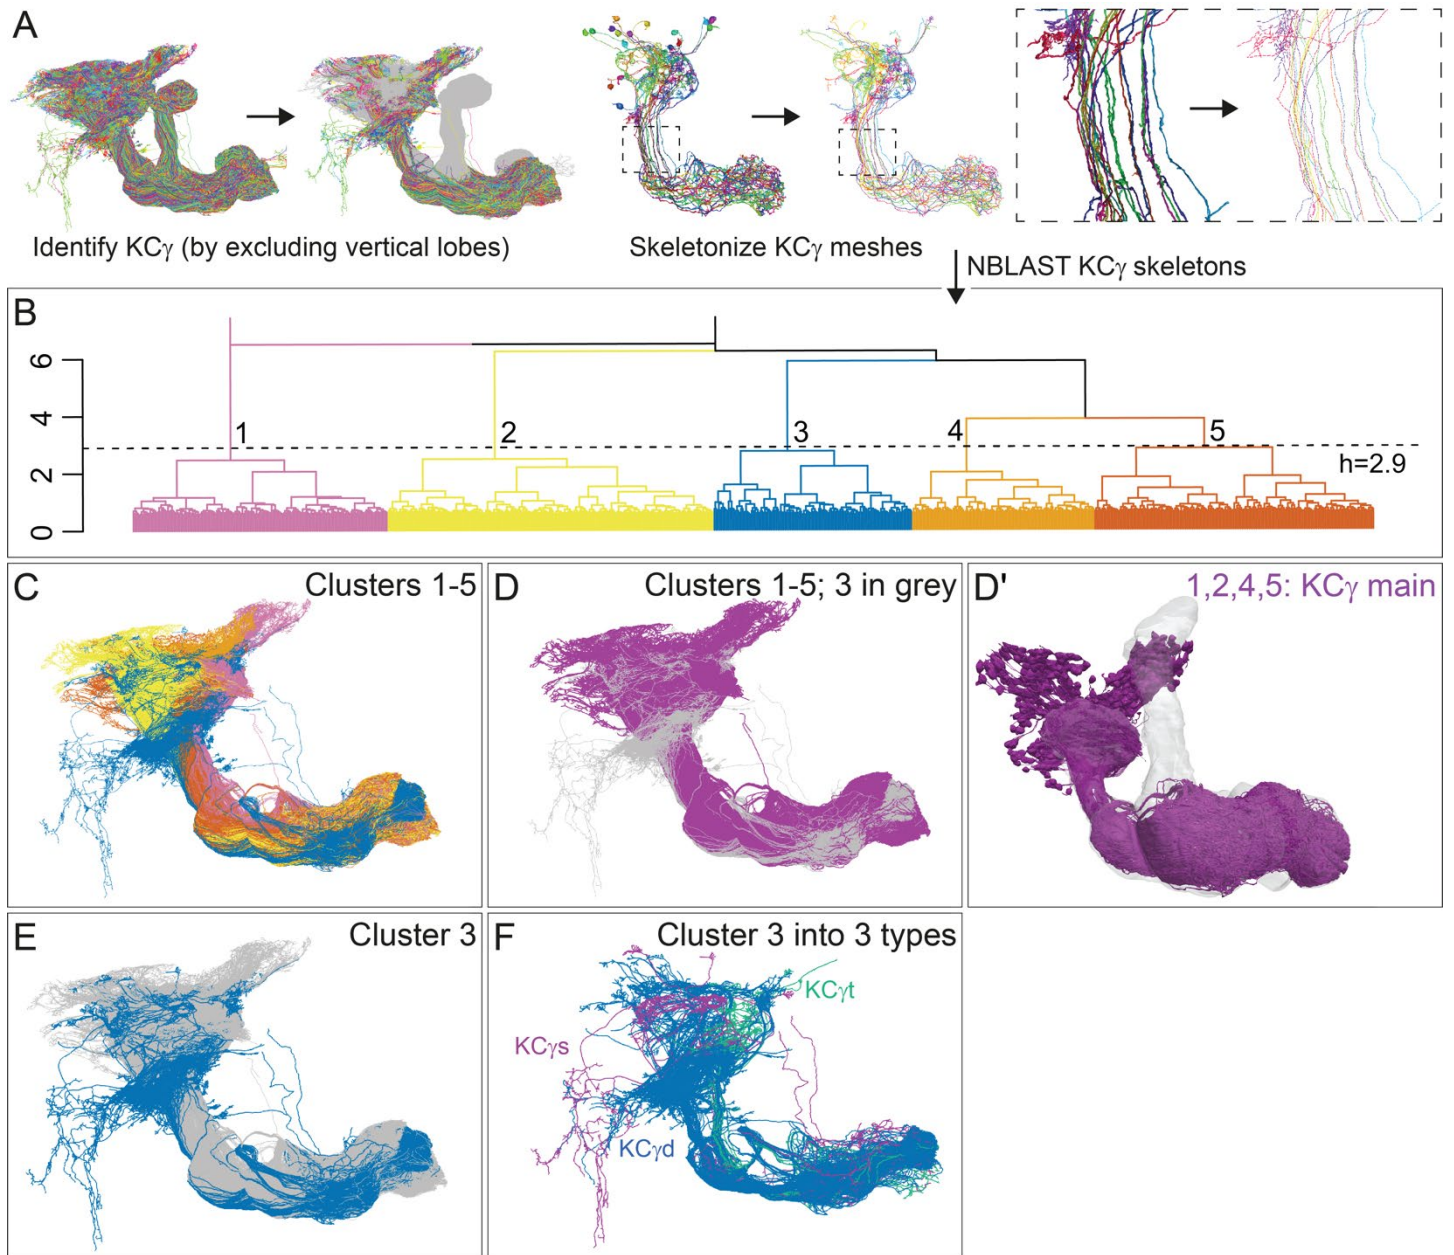 A
Identify KCγ (by excluding vertical lobes)
Skeletonize KCγ meshes
NBLAST KCγ skeletons
B
6
4
2
0
1
2
3
4
5
h=2.9
C
Clusters 1-5
D
Clusters 1-5; 3 in grey
D'
1,2,4,5: KCγ main
E
Cluster 3
F
Cluster 3 into 3 types
KCγt
KCγs
KCγd